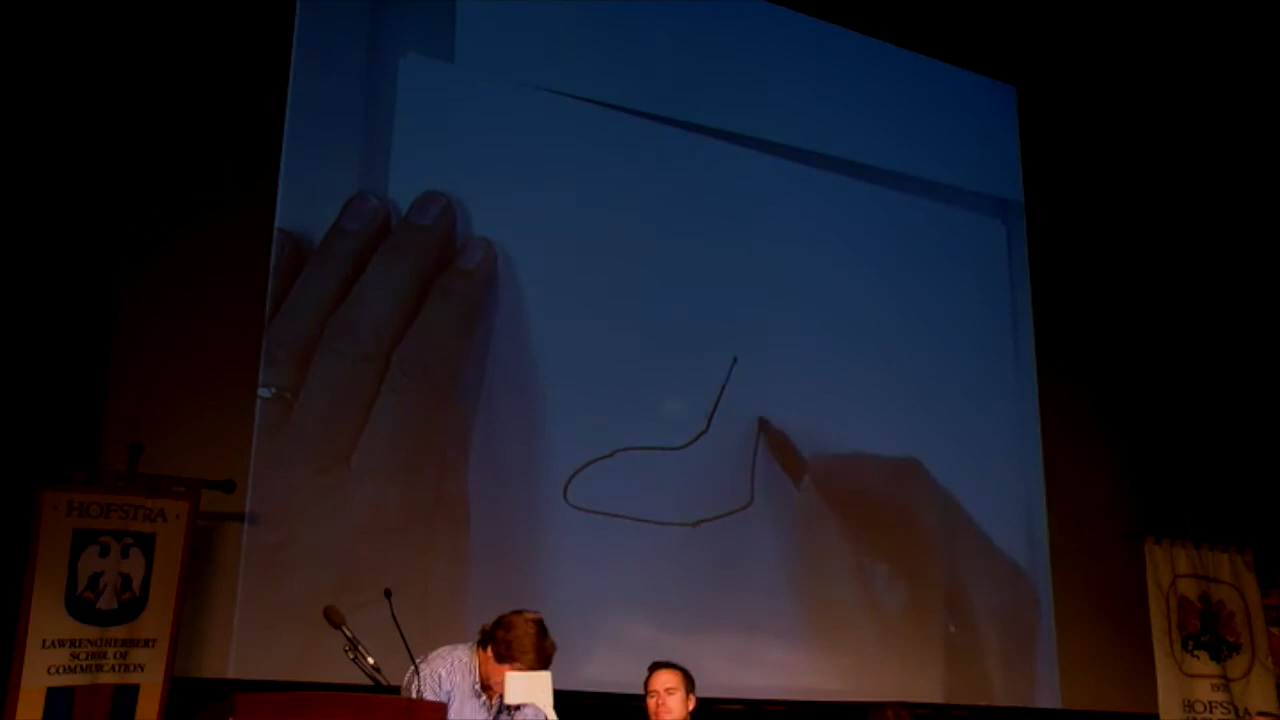 · HOFSTRA ·
LAWRENCE HERBERT
SCHOOL OF
COMMUNICATION
HOFSTRA